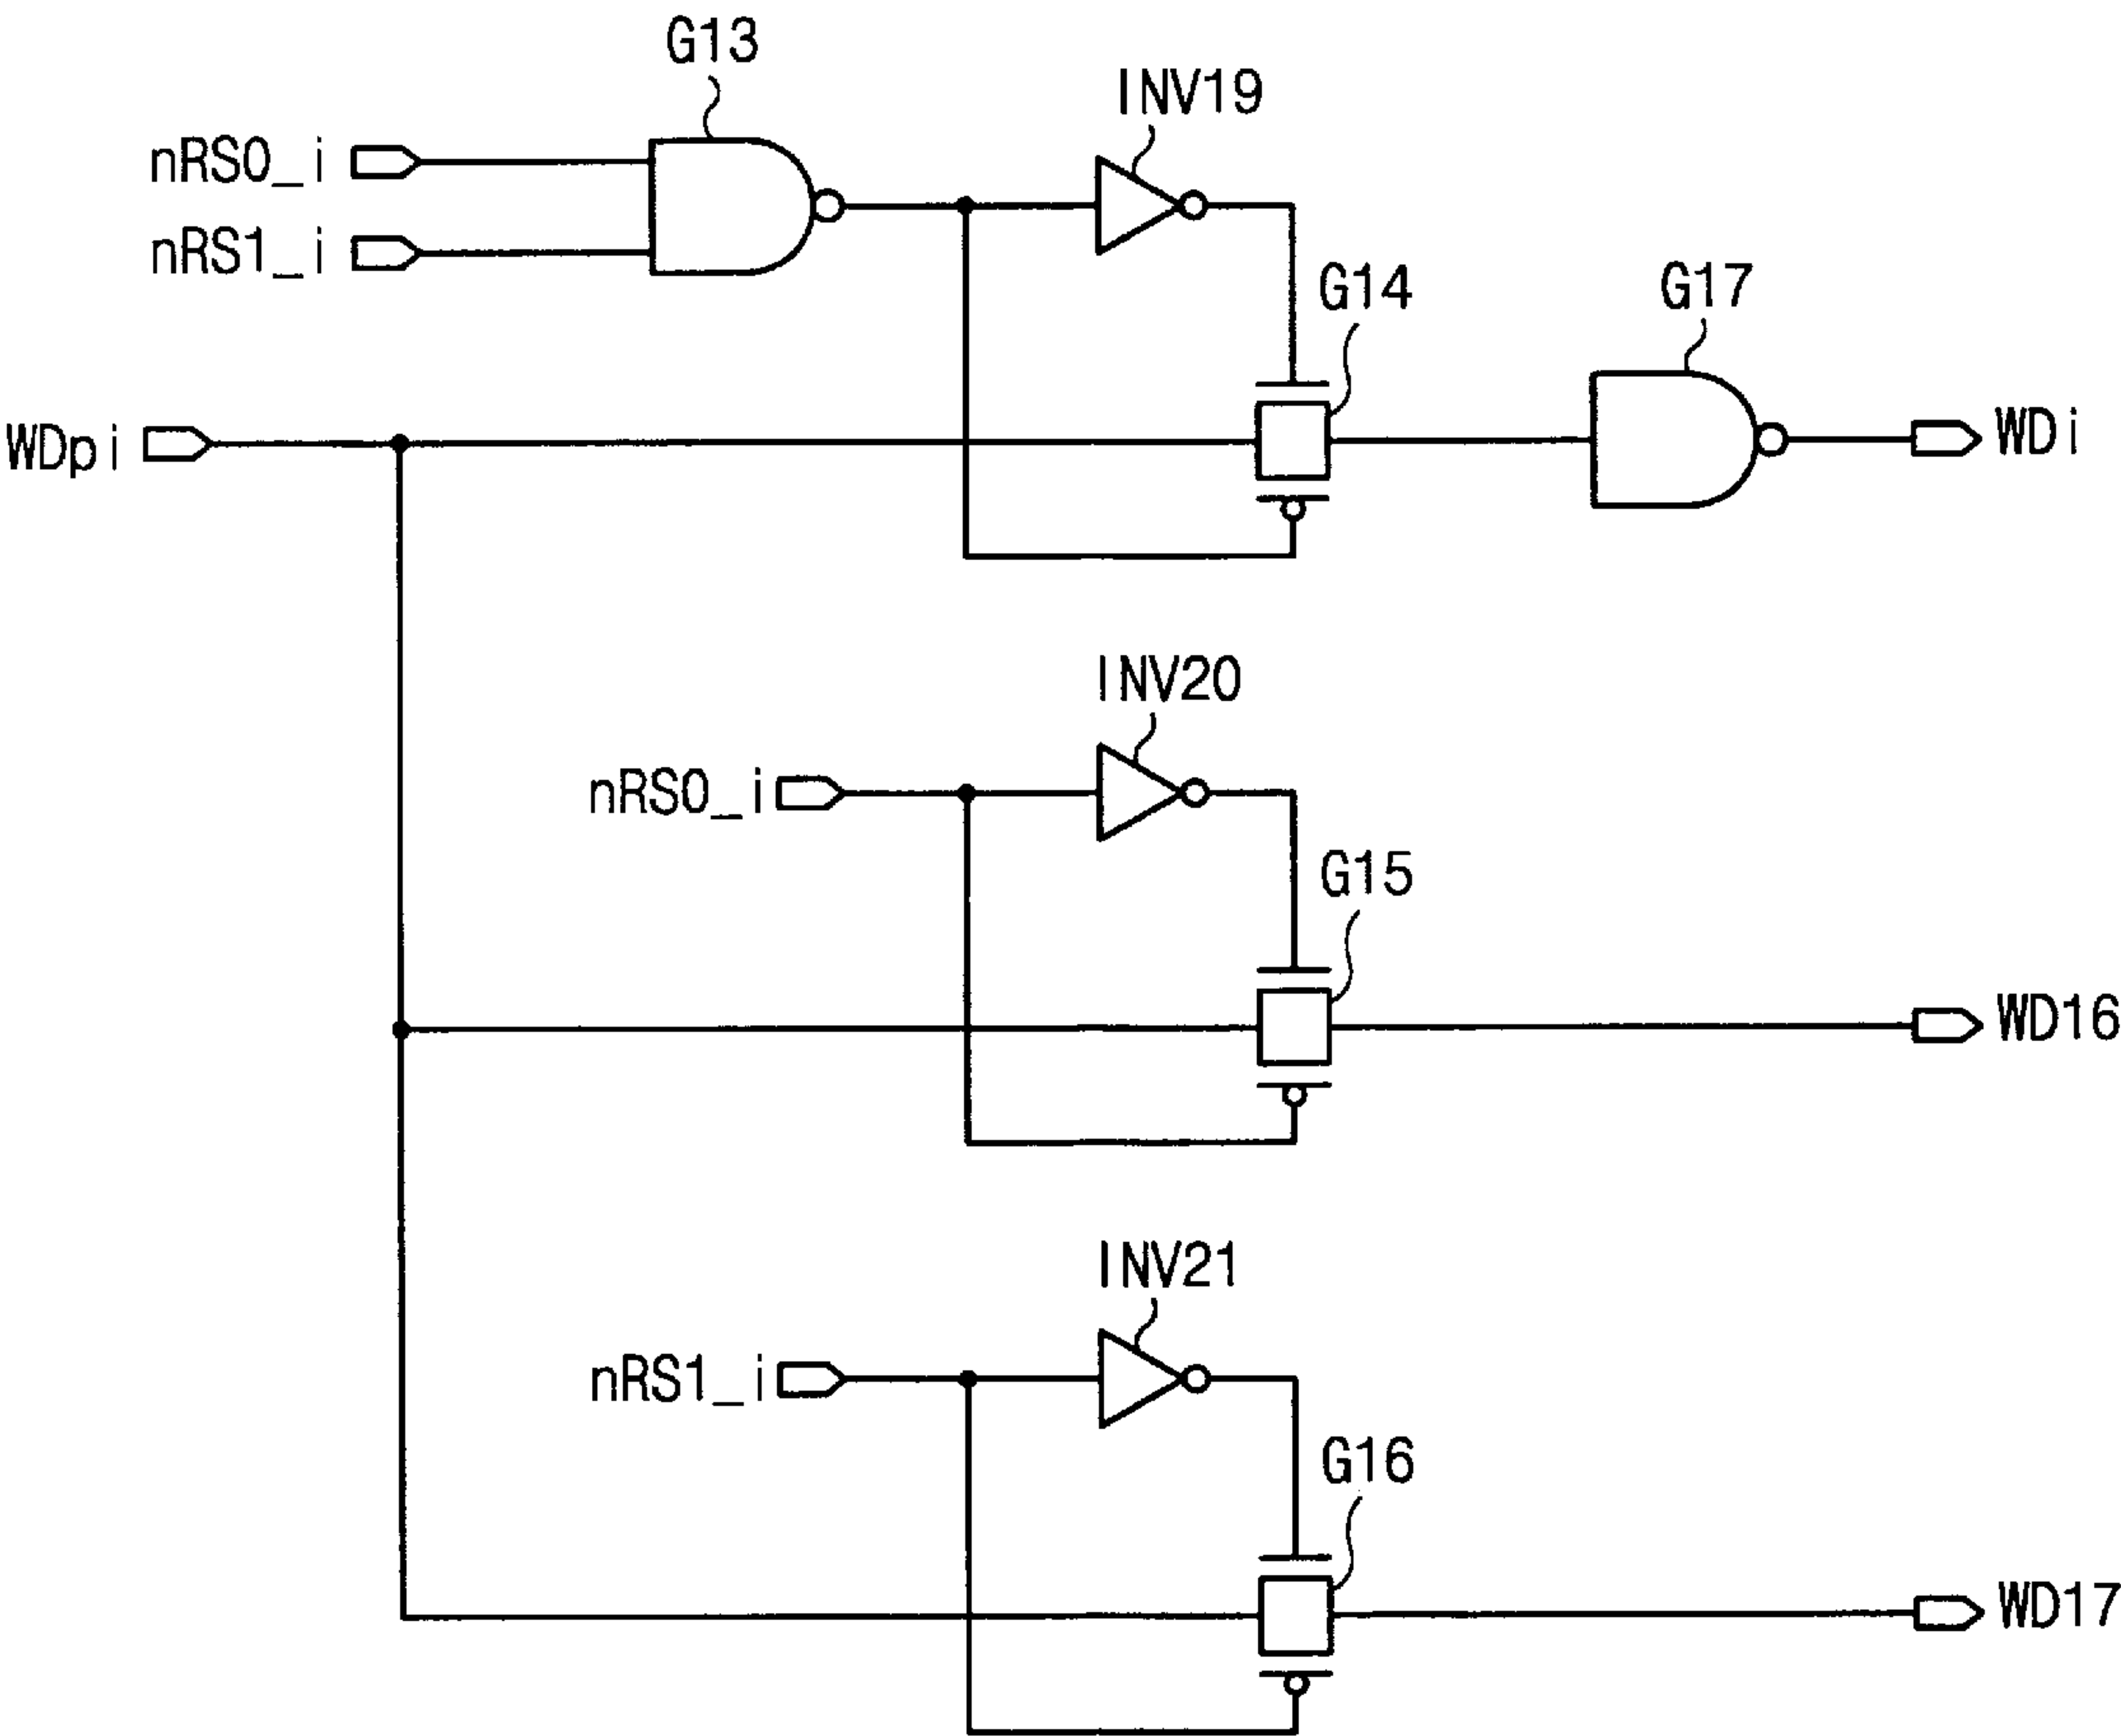 G13
INV19
nRS0_i
nRS1_i
G14
G17
WDpi
WDi
INV20
nRS0_i
G15
WD16
INV21
nRS1_i
G16
WD17